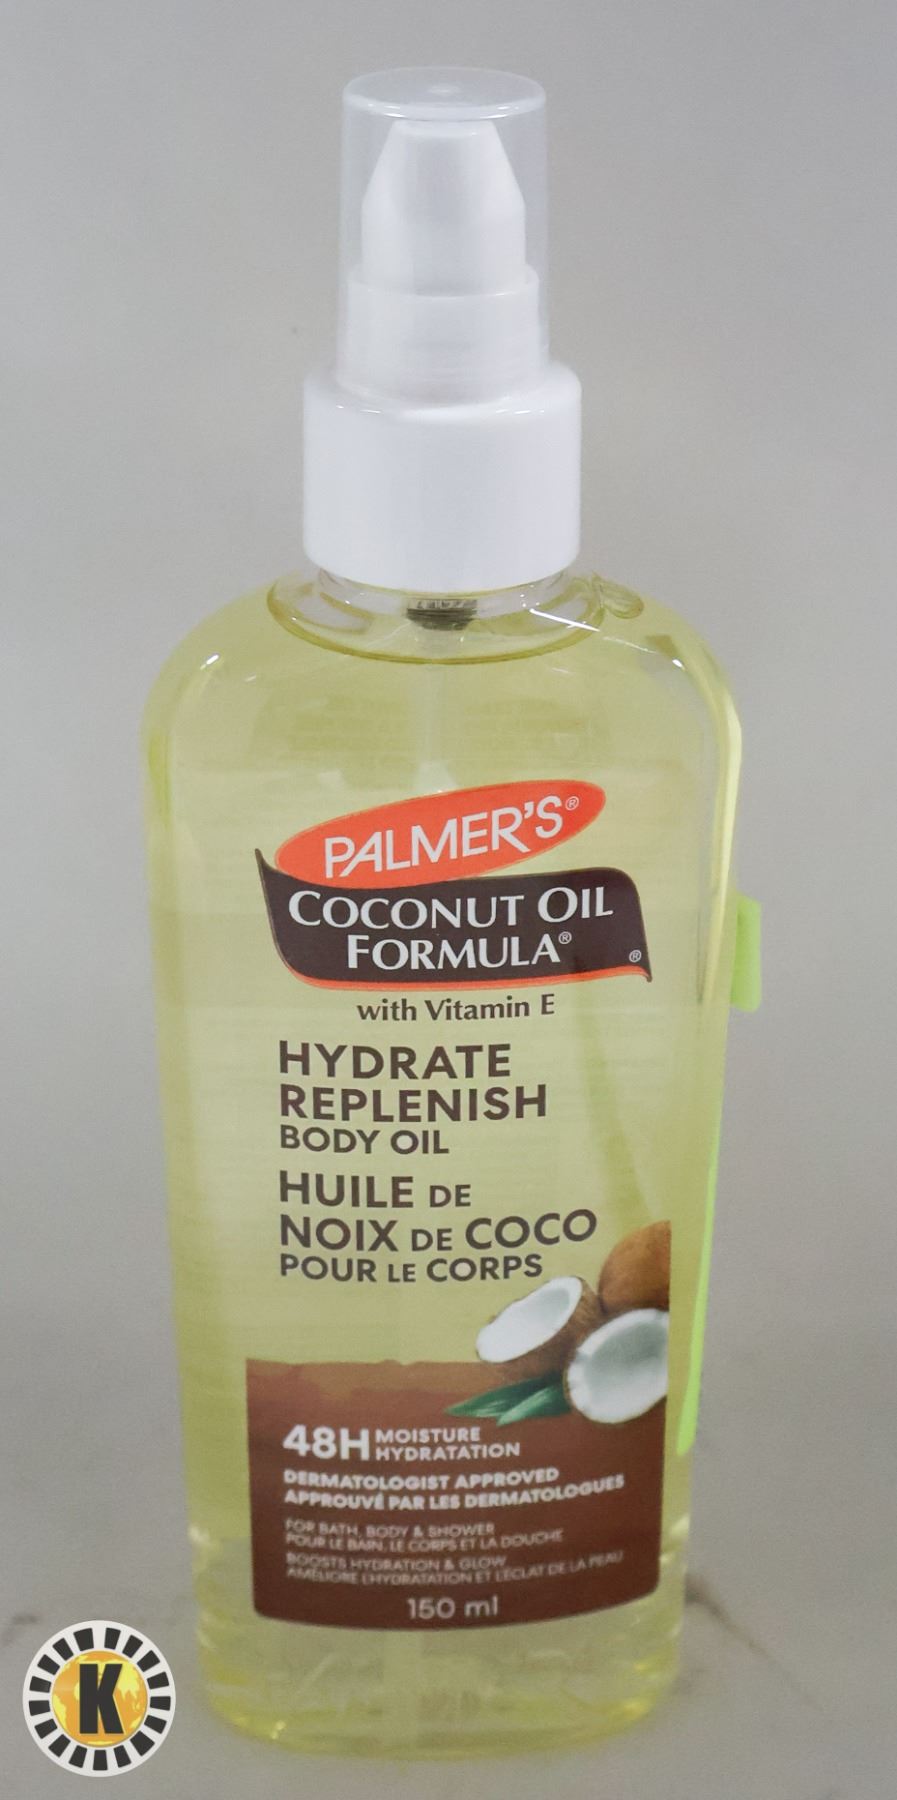 PALMER'S®
COCONUT OIL
FORMULA®
®
with Vitamin E
HYDRATE
REPLENISH
BODY OIL
HUILE DE
NOIX DE COCO
POUR LE CORPS
48H MOISTURE
HYDRATATION
DERMATOLOGIST APPROVED
APPROUVÉ PAR LES DERMATOLOGUES
FOR BATH, BODY & SHOWER
POUR LE BAIN, LE CORPS ET LA DOUCHE
BOOSTS HYDRATION & GLOW
AMÉLIORE L'HYDRATATION ET L'ÉCLAT DE LA PEAU
150 ml
K